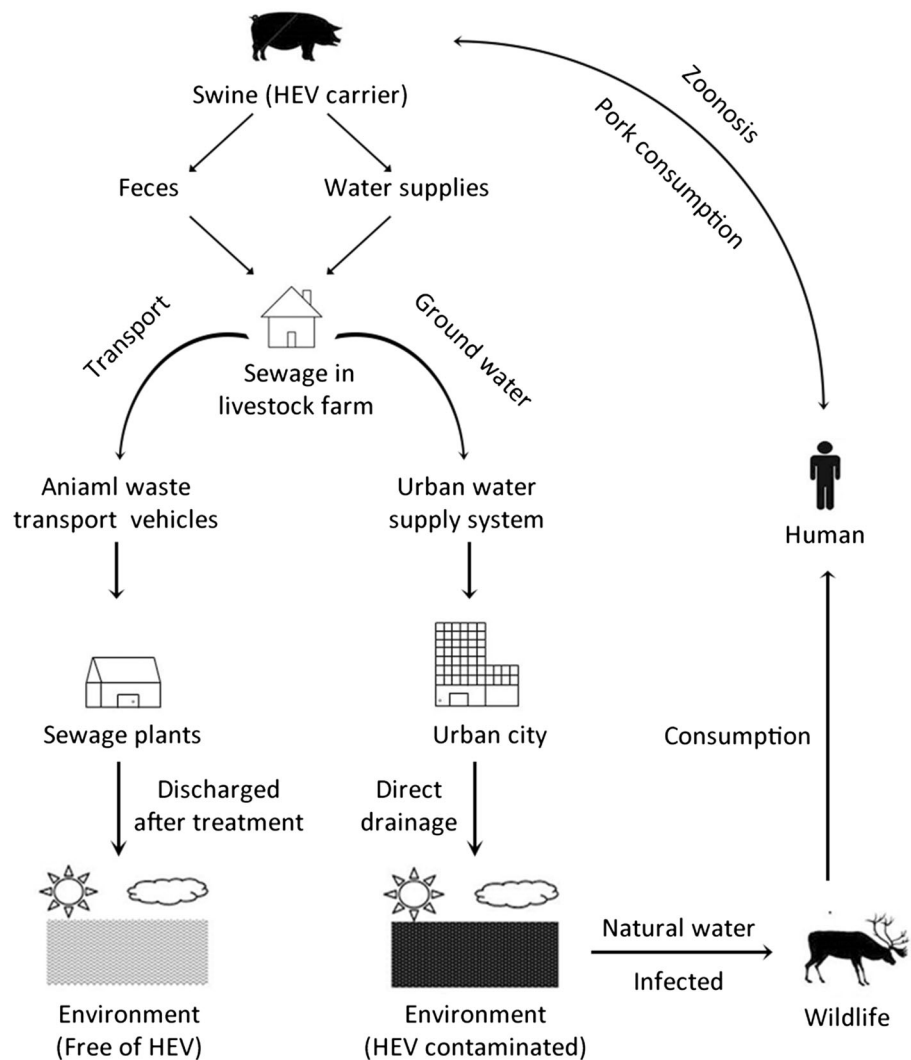 Swine (HEV carrier)
Zoonosis
Pork consumption
Feces
Water supplies
Transport
Ground water
Sewage in
livestock farm
Aniaml waste
transport vehicles
Urban water
supply system
Human
Sewage plants
Urban city
Consumption
Discharged
after treatment
Direct
drainage
Natural water
Infected
Environment
(Free of HEV)
Environment
(HEV contaminated)
Wildlife